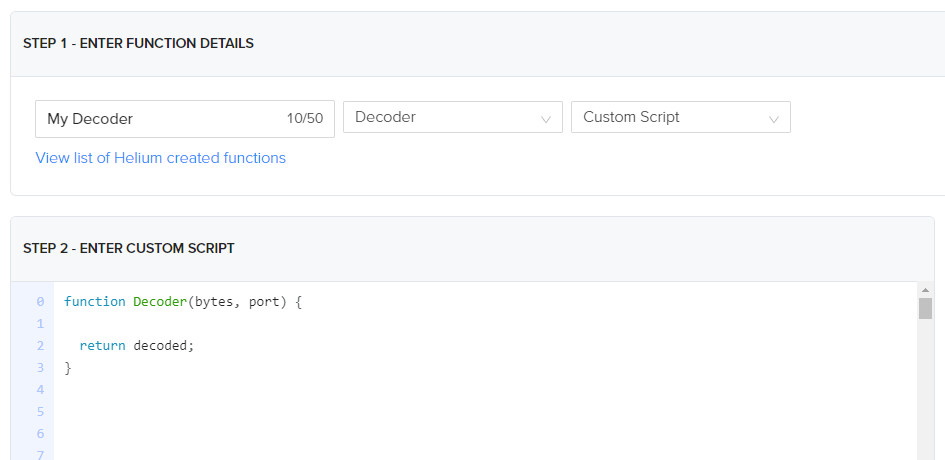 STEP 1 - ENTER FUNCTION DETAILS
My Decoder 10/50 Decoder Custom Script
View list of Helium created functions
STEP 2 - ENTER CUSTOM SCRIPT
0 function Decoder(bytes, port) {
1
2 return decoded;
3 }
4
5
6
7